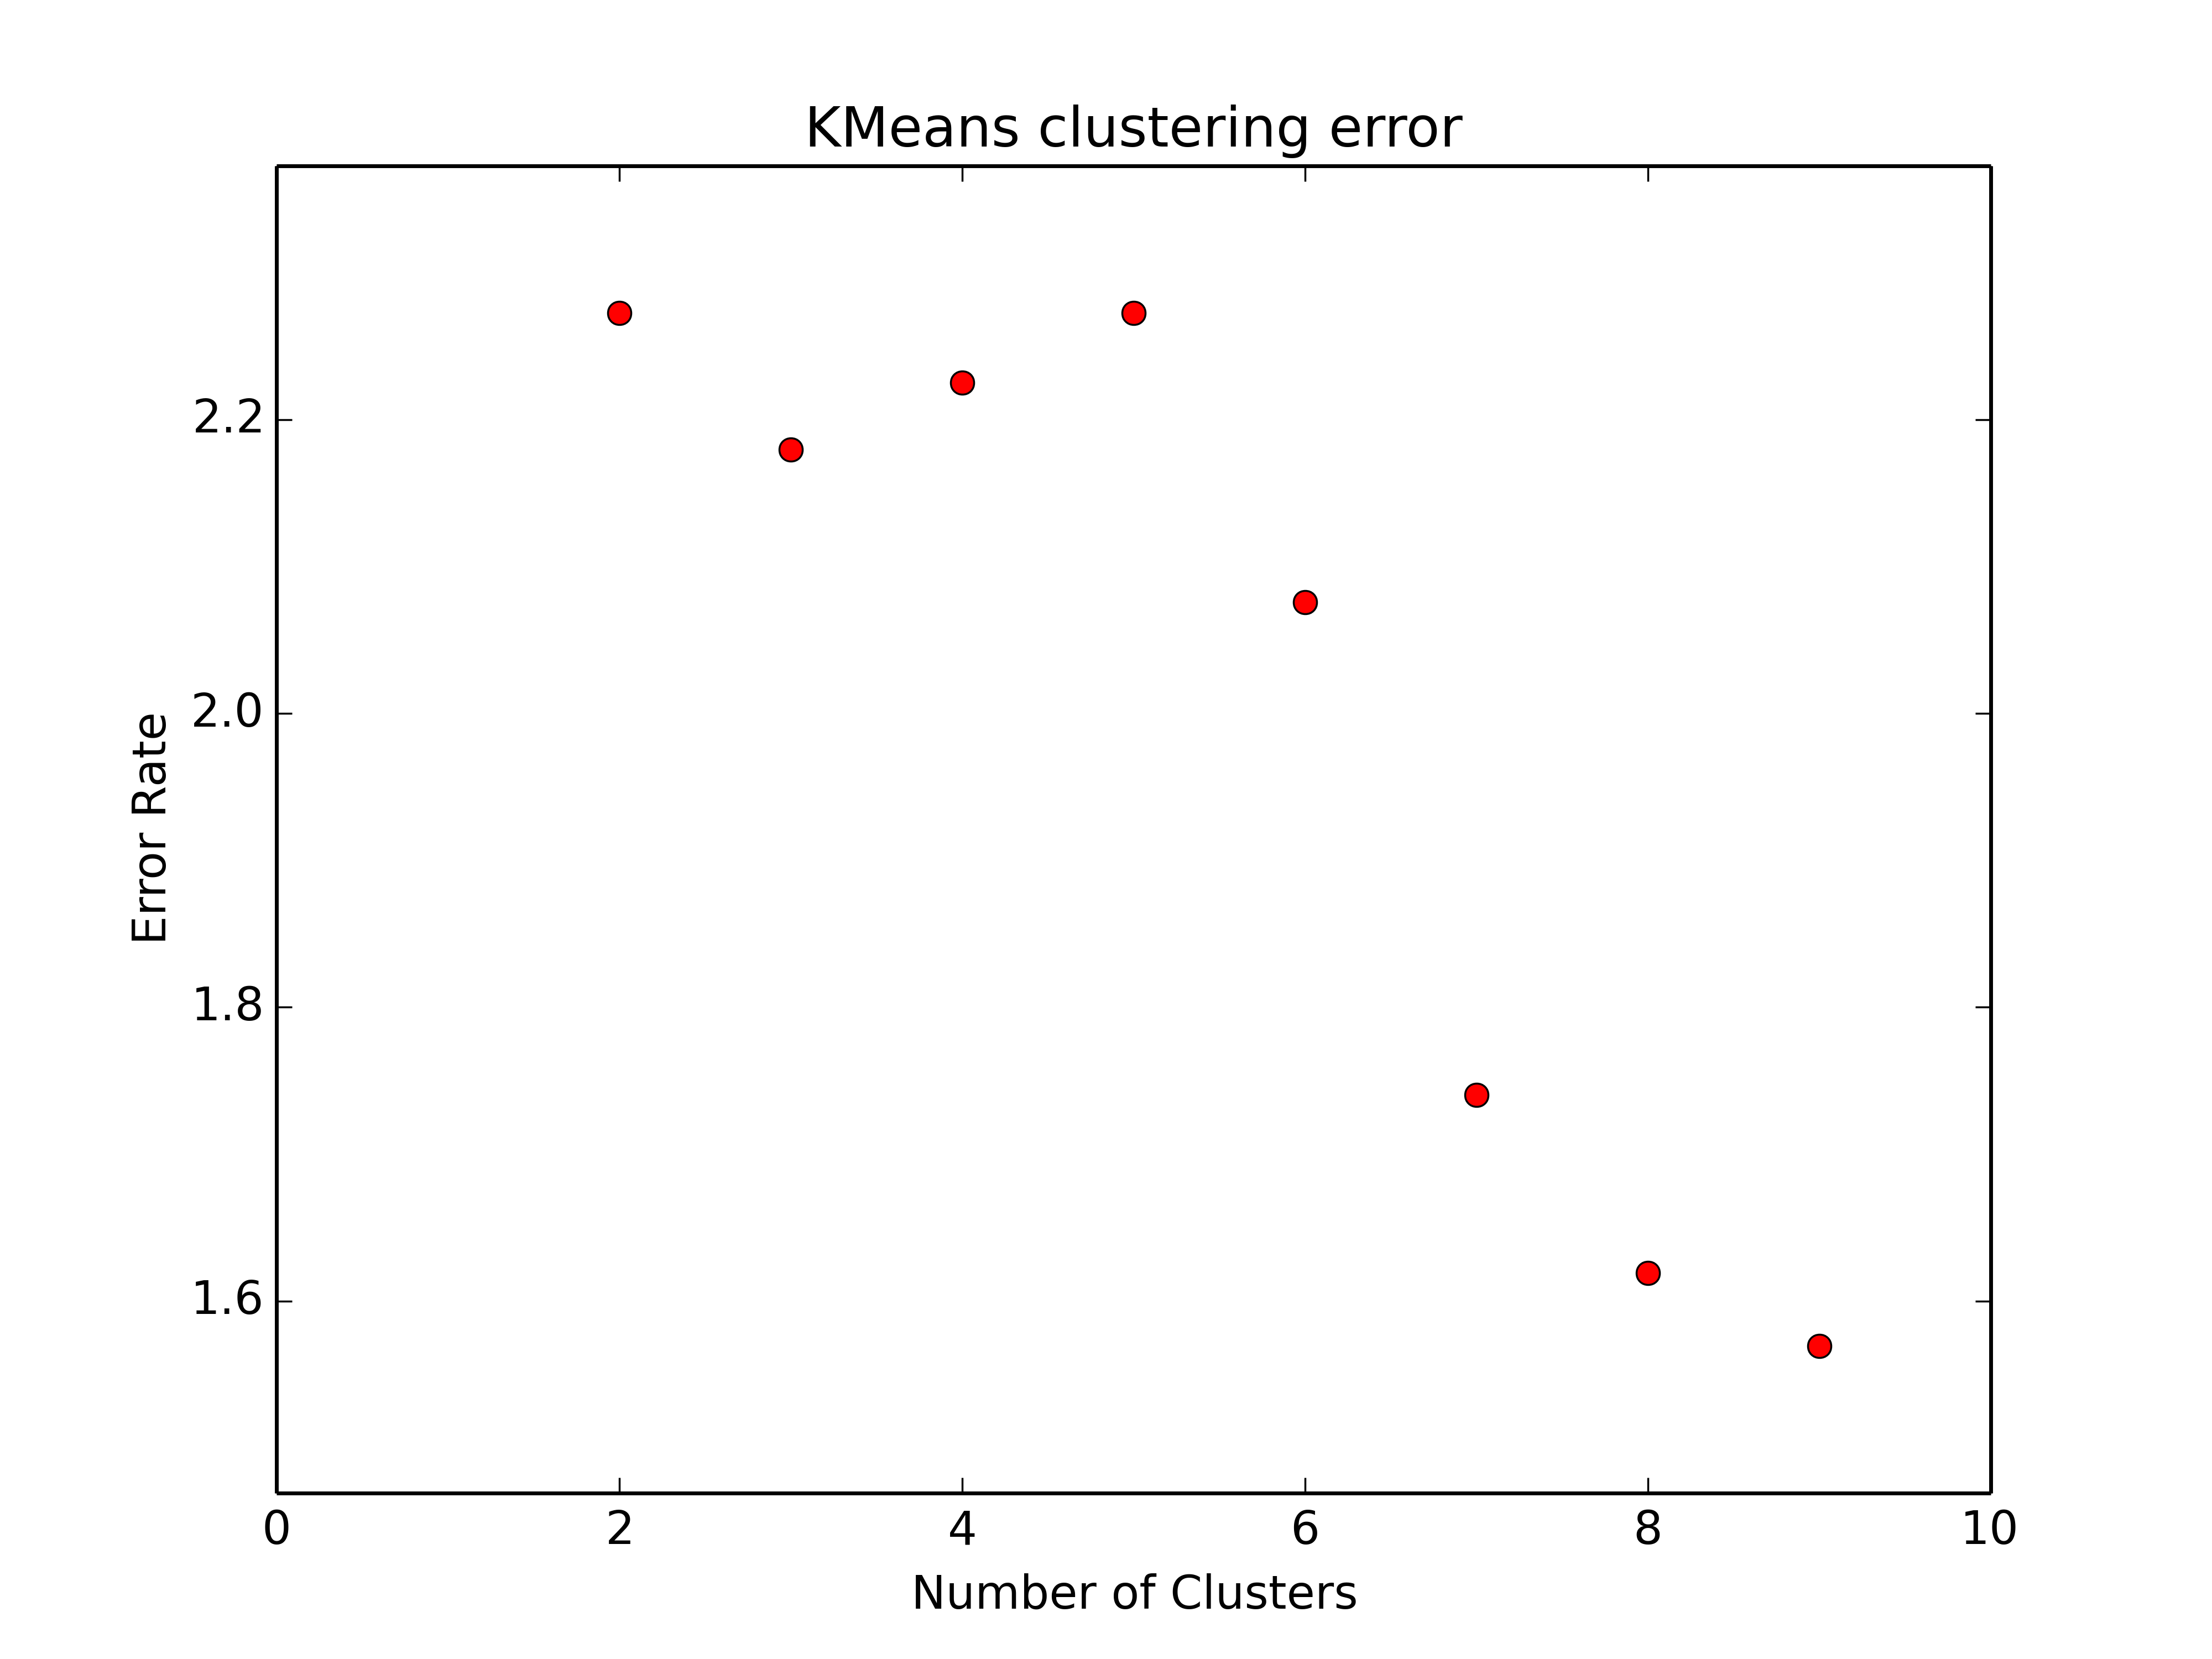 KMeans clustering error
2.2
2.0
1.8
1.6
Error Rate
0 2 4 6 8 10
Number of Clusters